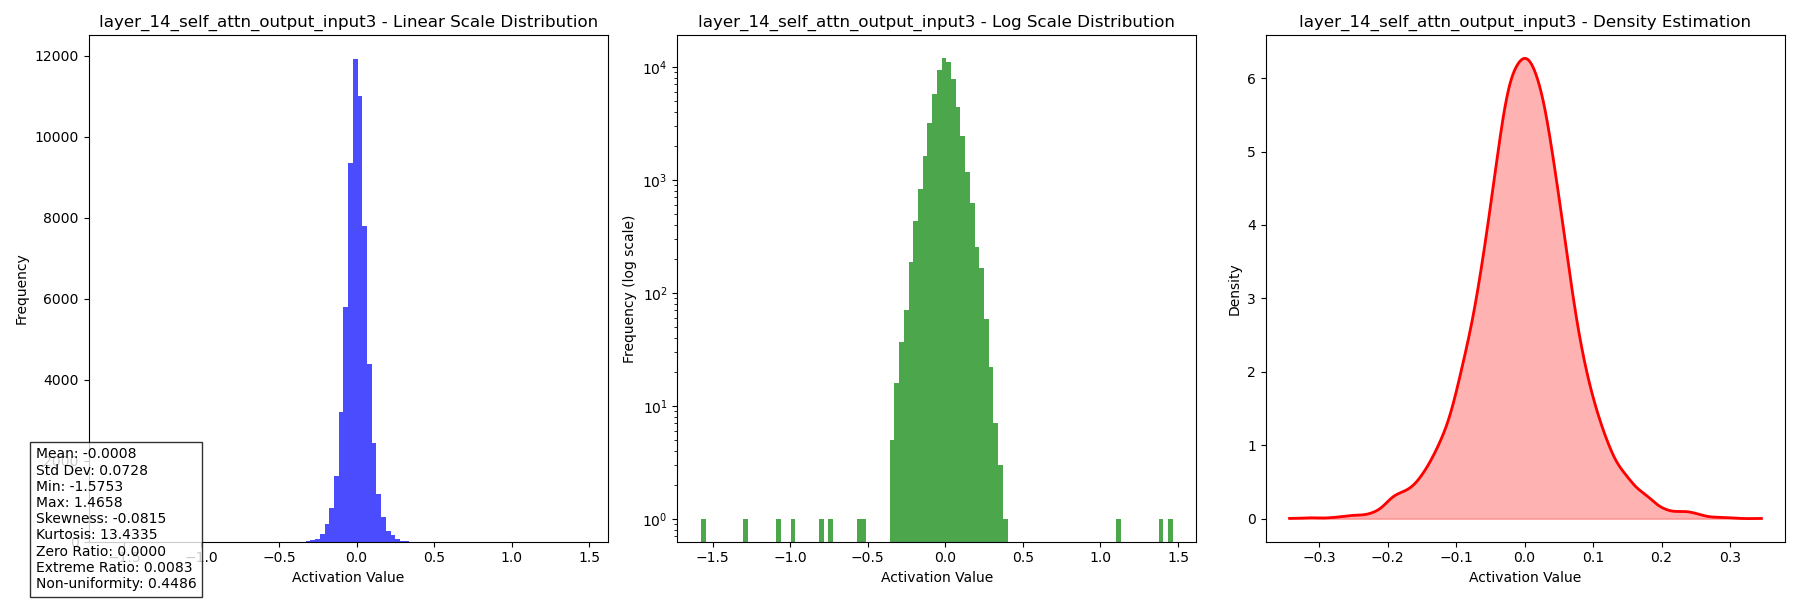 layer_14_self_attn_output_input3 - Linear Scale Distribution
Frequency
12000
10000
8000
6000
4000
2000
0
−1.0
−0.5
0.0
0.5
1.0
1.5
Activation Value
Mean: -0.0008
Std Dev: 0.0728
Min: -1.5753
Max: 1.4658
Skewness: -0.0815
Kurtosis: 13.4335
Zero Ratio: 0.0000
Extreme Ratio: 0.0083
Non-uniformity: 0.4486
layer_14_self_attn_output_input3 - Log Scale Distribution
Frequency (log scale)
10⁴
10³
10²
10¹
10⁰
−1.5
−1.0
−0.5
0.0
0.5
1.0
1.5
Activation Value
layer_14_self_attn_output_input3 - Density Estimation
Density
6
5
4
3
2
1
0
−0.3
−0.2
−0.1
0.0
0.1
0.2
0.3
Activation Value